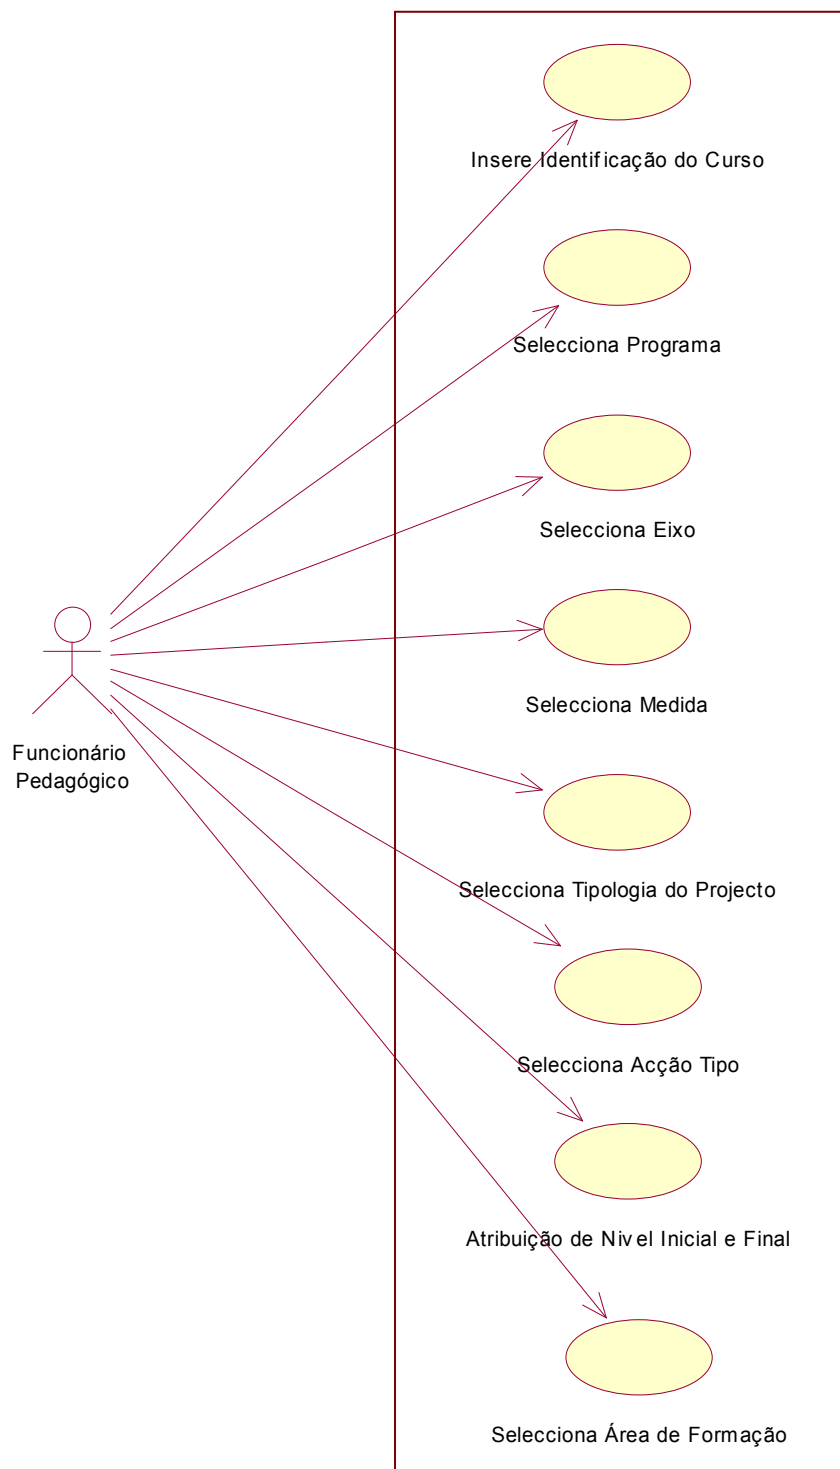 Insere Identificação do Curso
Selecciona Programa
Selecciona Eixo
Selecciona Medida
Funcionário
Pedagógico
Selecciona Tipologia do Projecto
Selecciona Acção Tipo
Atribuição de Nivel Inicial e Final
Selecciona Área de Formação